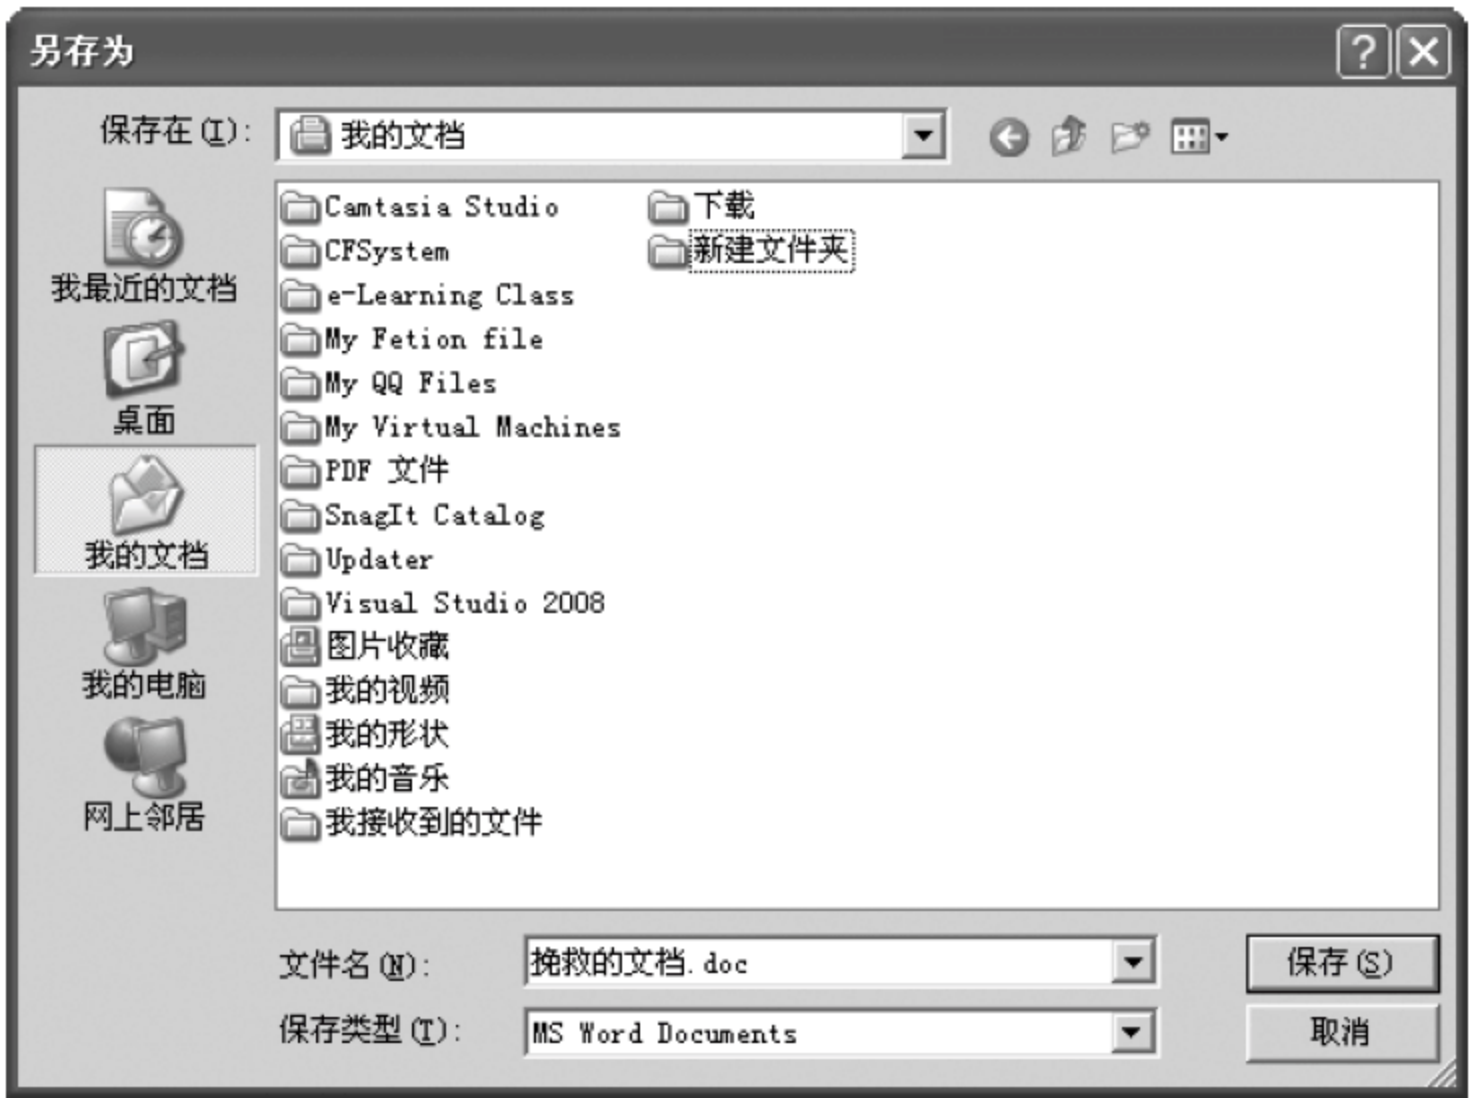 另存为
保存在(I):
我的文档
我最近的文档
桌面
我的文档
我的电脑
网上邻居
Camtasia Studio
CFSystem
e-Learning Class
My Fetion file
My QQ Files
My Virtual Machines
PDF 文件
SnagIt Catalog
Updater
Visual Studio 2008
图片收藏
我的视频
我的形状
我的音乐
我接收到的文件
下载
新建文件夹
文件名(N):
挽救的文档.doc
保存(S)
保存类型(T):
MS Word Documents
取消